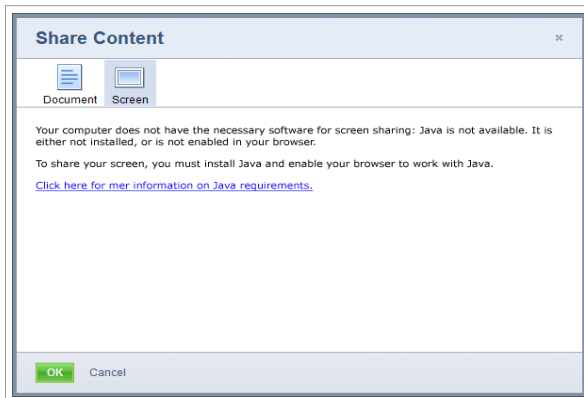 Share Content
Document Screen
Your computer does not have the necessary software for screen sharing: Java is not available. It is
either not installed, or is not enabled in your browser.
To share your screen, you must install Java and enable your browser to work with Java.
Click here for mer information on Java requirements.
OK Cancel